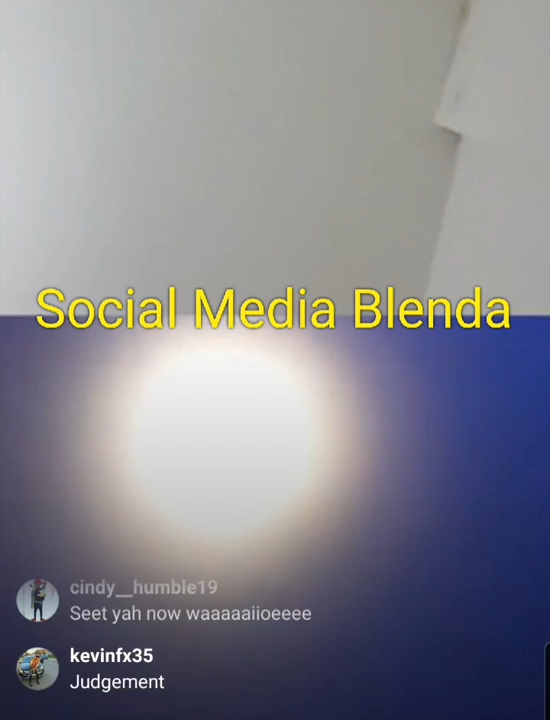 Social Media Blenda
cindy__humble19
Seet yah now waaaaaiioeeee
kevinfx35
Judgement